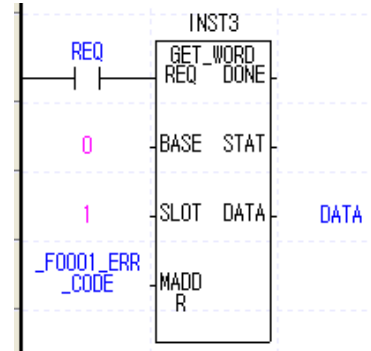 INST3
REQ
GET_WORD
REQ DONE
0
BASE STAT
1
SLOT DATA
DATA
_F0001_ERR
_CODE
MADD
R